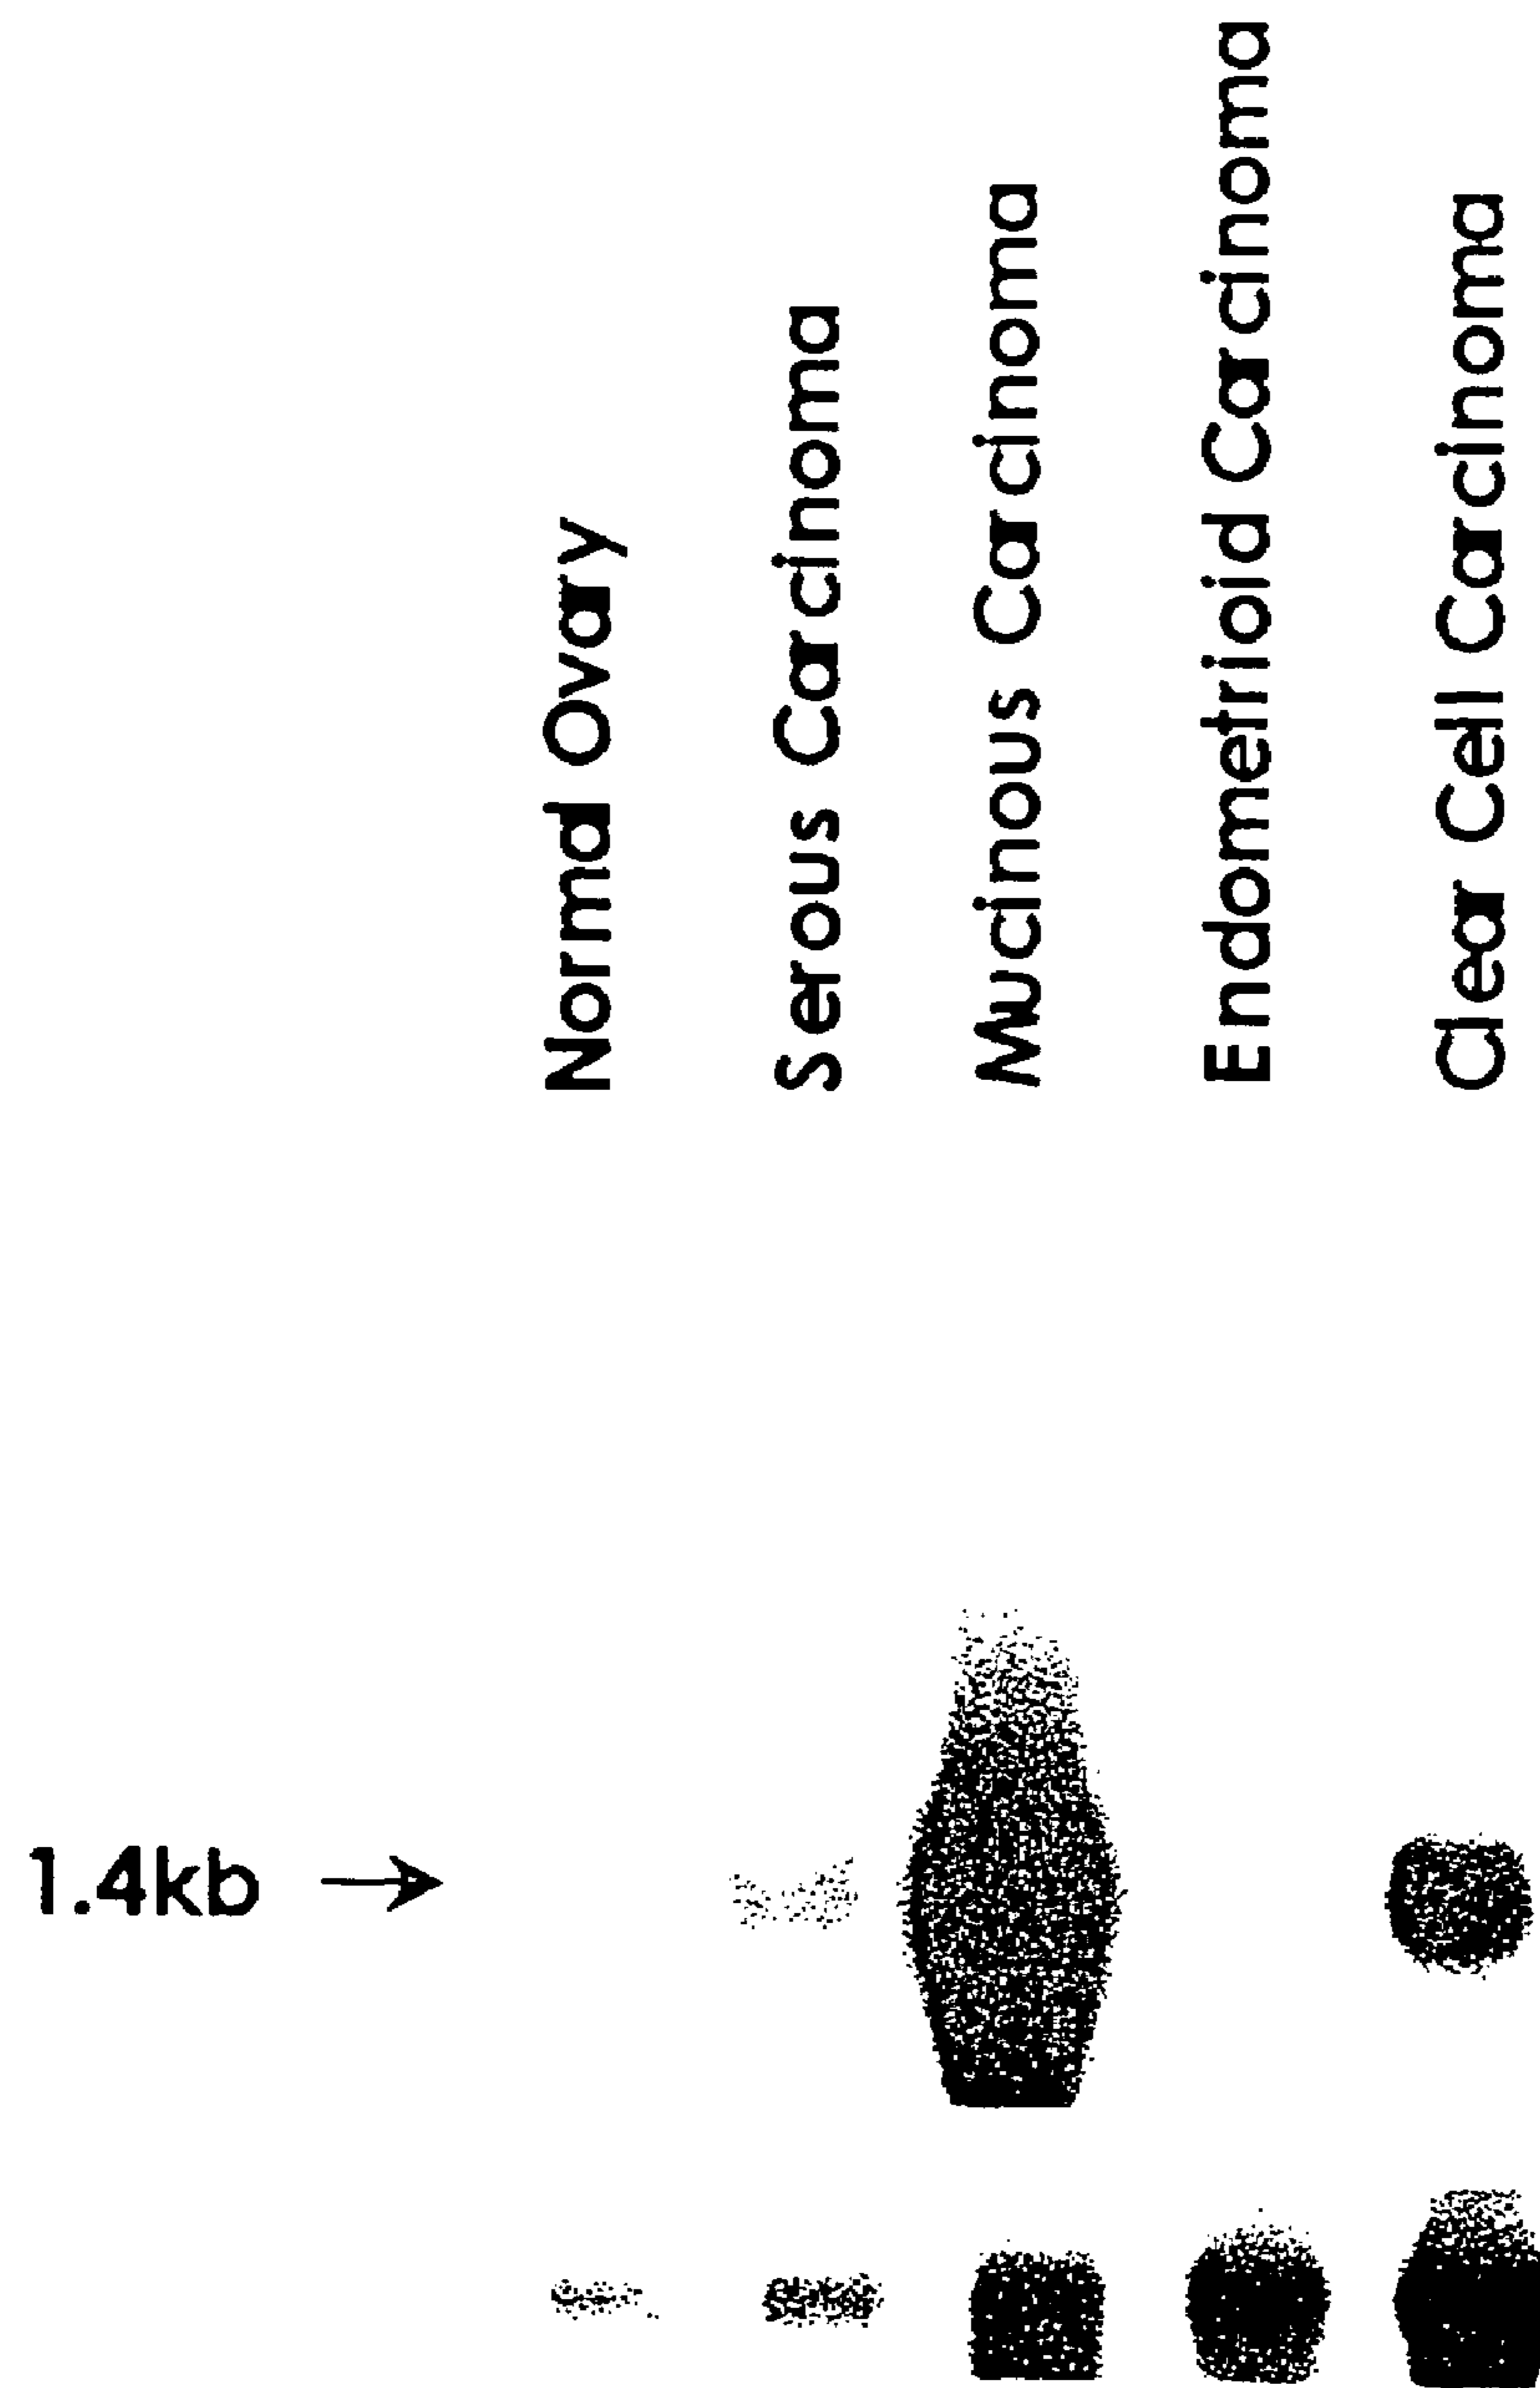 Normal Ovary
Serous Carcinoma
Mucinous Carcinoma
Endometrioid Carcinoma
Clear Cell Carcinoma
1.4kb